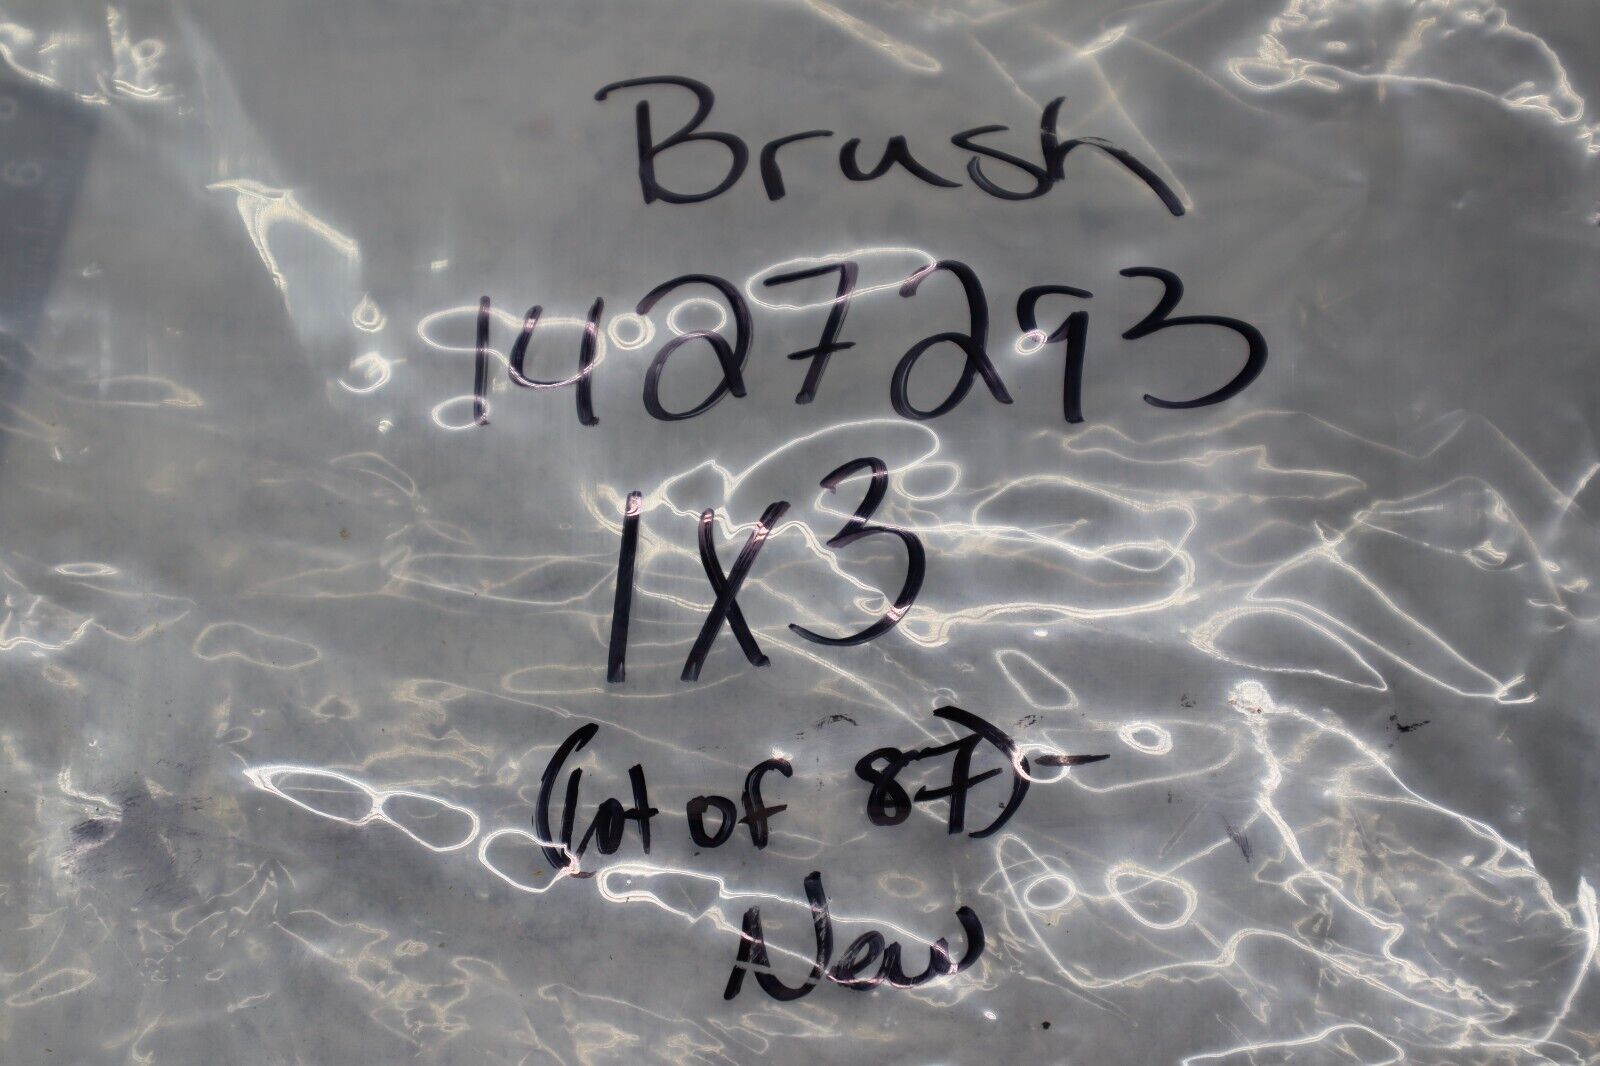 Brush
1427293
1X3
(Lot of 87)-
New